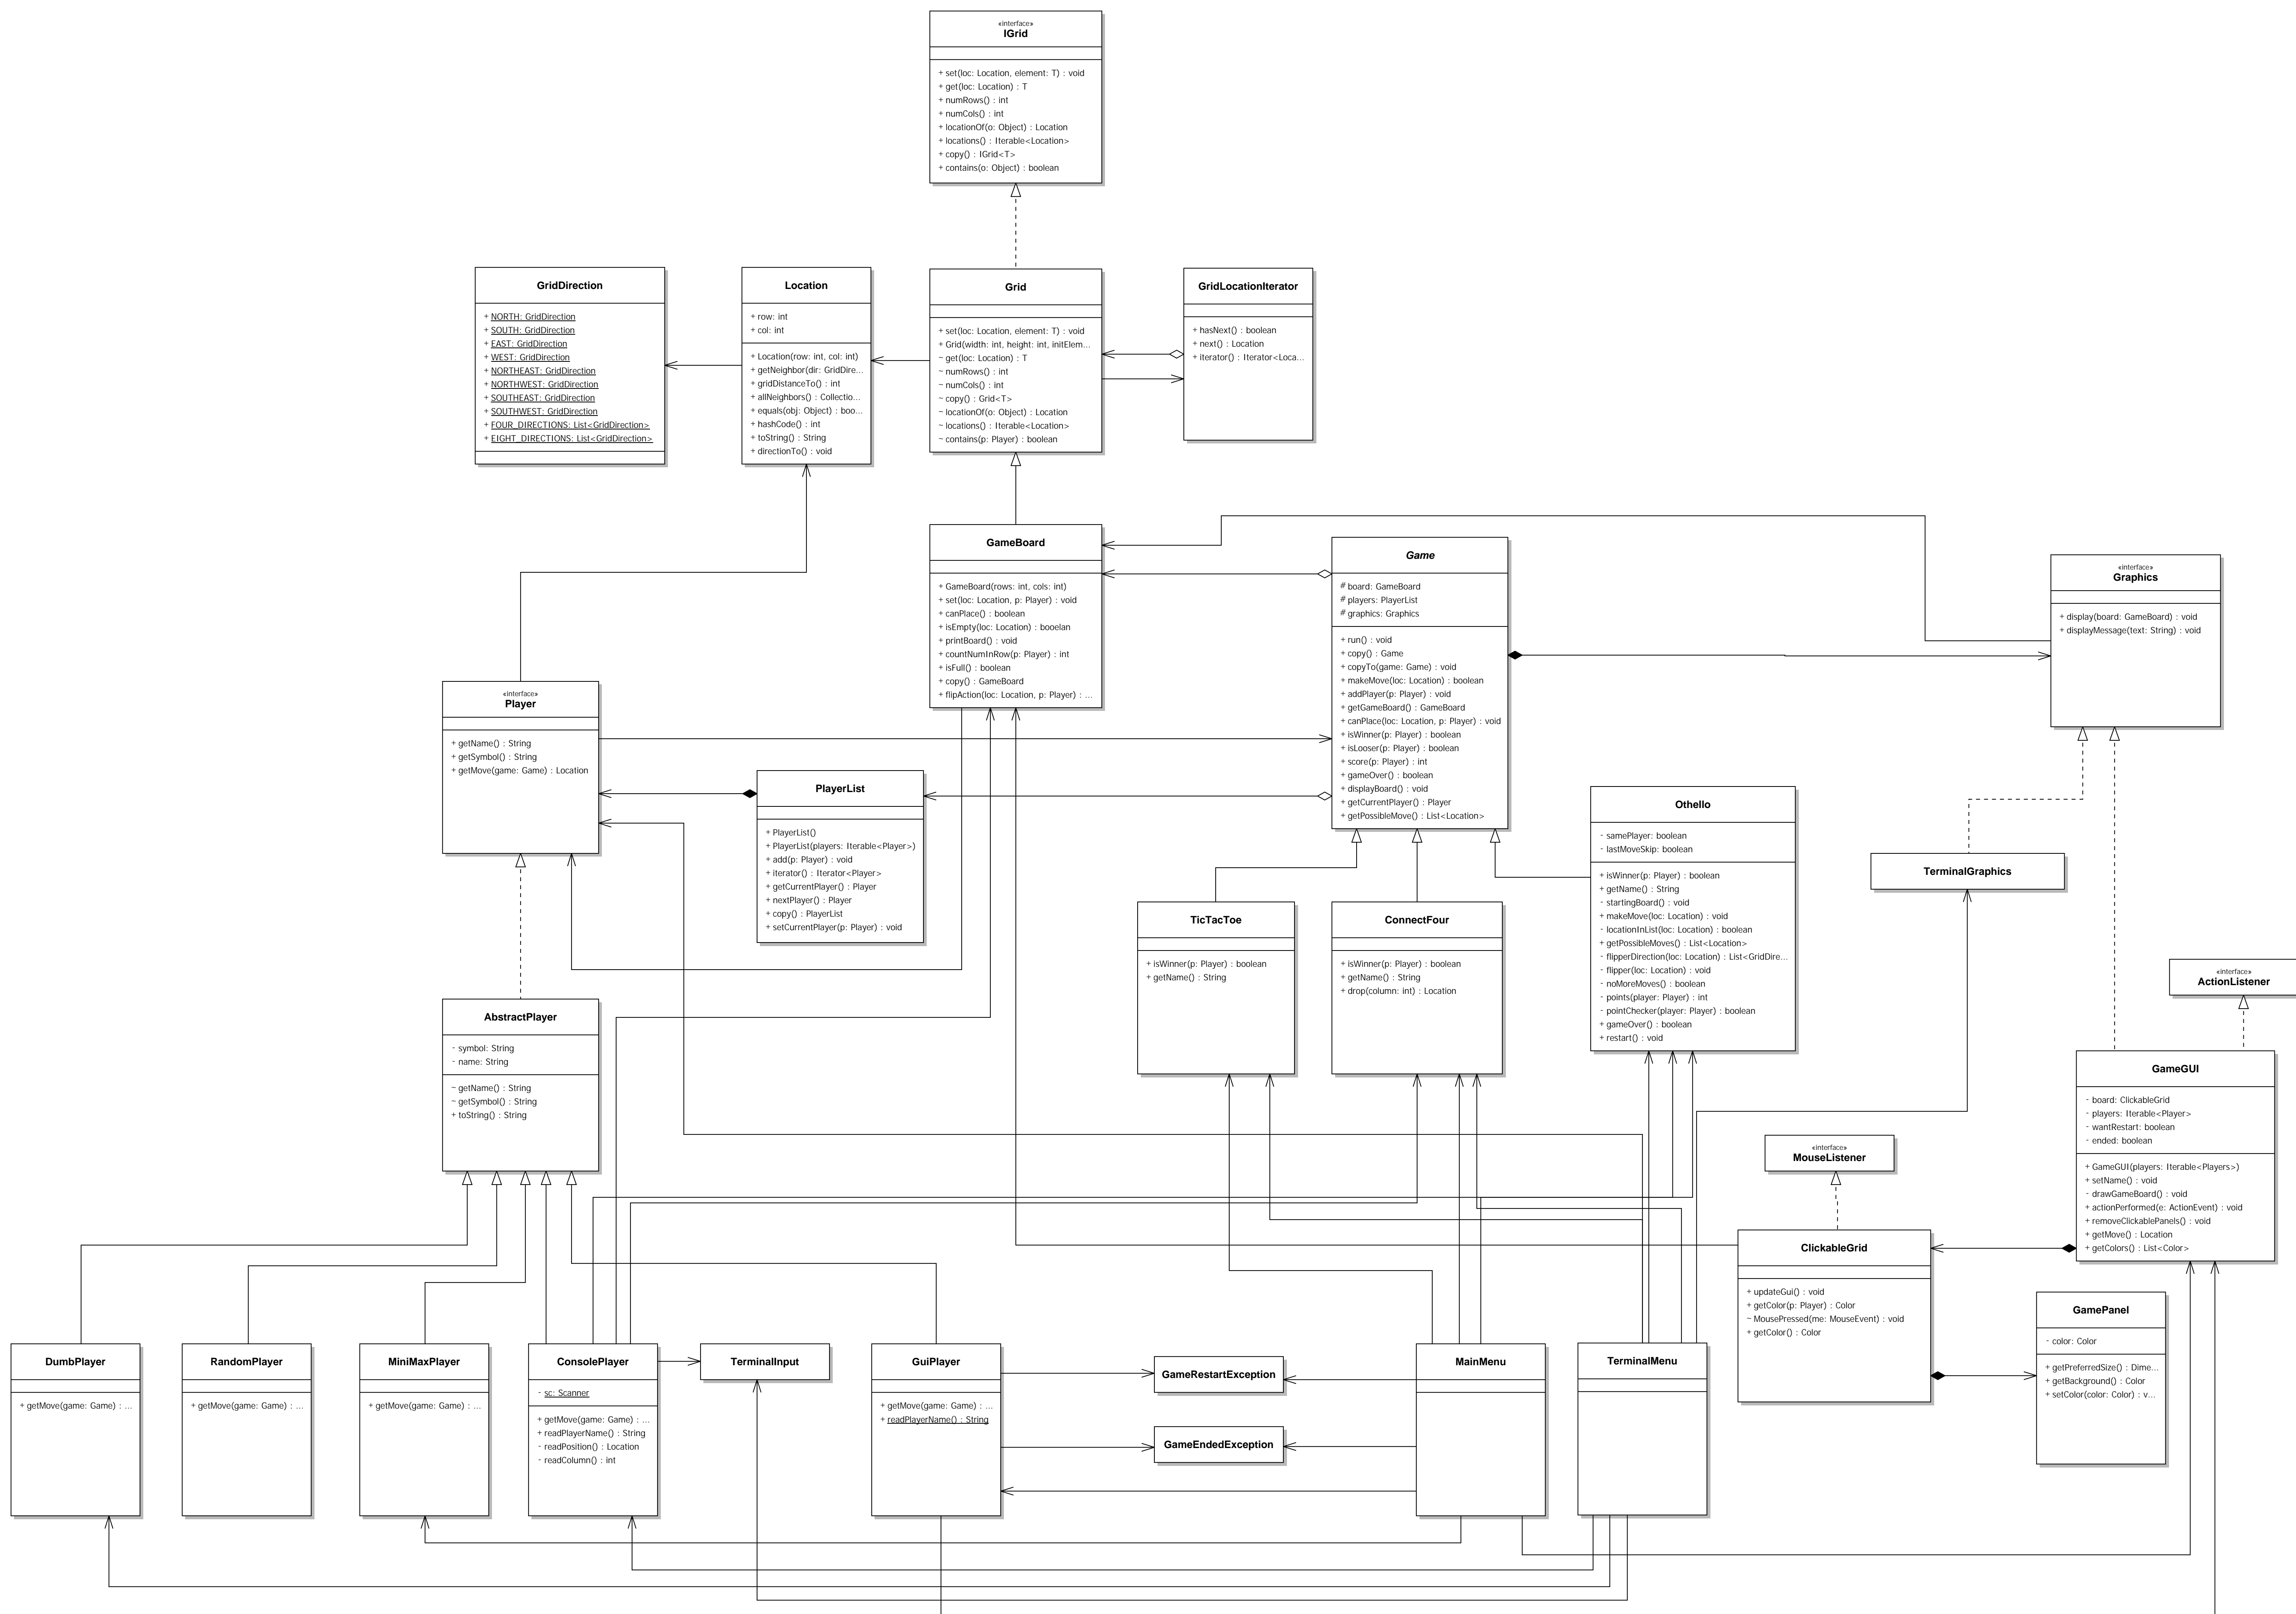 «interface»
IGrid
+ set(loc: Location, element: T) : void
+ get(loc: Location) : T
+ numRows() : int
+ numCols() : int
+ locationOf(o: Object) : Location
+ locations() : Iterable<Location>
+ copy() : IGrid<T>
+ contains(o: Object) : boolean
GridDirection
+ NORTH: GridDirection
+ SOUTH: GridDirection
+ EAST: GridDirection
+ WEST: GridDirection
+ NORTHEAST: GridDirection
+ NORTHWEST: GridDirection
+ SOUTHEAST: GridDirection
+ SOUTHWEST: GridDirection
+ FOUR_DIRECTIONS: List<GridDirection>
+ EIGHT_DIRECTIONS: List<GridDirection>
Location
+ row: int
+ col: int
+ Location(row: int, col: int)
+ getNeighbor(dir: GridDire...
+ gridDistanceTo() : int
+ allNeighbors() : Collectio...
+ equals(obj: Object) : boo...
+ hashCode() : int
+ toString() : String
+ directionTo() : void
Grid
+ set(loc: Location, element: T) : void
+ Grid(width: int, height: int, initElem...
~ get(loc: Location) : T
~ numRows() : int
~ numCols() : int
~ copy() : Grid<T>
~ locationOf(o: Object) : Location
~ locations() : Iterable<Location>
~ contains(p: Player) : boolean
GridLocationIterator
+ hasNext() : boolean
+ next() : Location
+ iterator() : Iterator<Loca...
GameBoard
+ GameBoard(rows: int, cols: int)
+ set(loc: Location, p: Player) : void
+ canPlace() : boolean
+ isEmpty(loc: Location) : booelan
+ printBoard() : void
+ countNumInRow(p: Player) : int
+ isFull() : boolean
+ copy() : GameBoard
+ flipAction(loc: Location, p: Player) : ...
Game
# board: GameBoard
# players: PlayerList
# graphics: Graphics
+ run() : void
+ copy() : Game
+ copyTo(game: Game) : void
+ makeMove(loc: Location) : boolean
+ addPlayer(p: Player) : void
+ getGameBoard() : GameBoard
+ canPlace(loc: Location, p: Player) : void
+ isWinner(p: Player) : boolean
+ isLooser(p: Player) : boolean
+ score(p: Player) : int
+ gameOver() : boolean
+ displayBoard() : void
+ getCurrentPlayer() : Player
+ getPossibleMove() : List<Location>
«interface»
Graphics
+ display(board: GameBoard) : void
+ displayMessage(text: String) : void
«interface»
Player
+ getName() : String
+ getSymbol() : String
+ getMove(game: Game) : Location
PlayerList
+ PlayerList()
+ PlayerList(players: Iterable<Player>)
+ add(p: Player) : void
+ iterator() : Iterator<Player>
+ getCurrentPlayer() : Player
+ nextPlayer() : Player
+ copy() : PlayerList
+ setCurrentPlayer(p: Player) : void
Othello
- samePlayer: boolean
- lastMoveSkip: boolean
+ isWinner(p: Player) : boolean
+ getName() : String
- startingBoard() : void
+ makeMove(loc: Location) : void
- locationInList(loc: Location) : boolean
+ getPossibleMoves() : List<Location>
- flipperDirection(loc: Location) : List<GridDire...
- flipper(loc: Location) : void
- noMoreMoves() : boolean
- points(player: Player) : int
- pointChecker(player: Player) : boolean
+ gameOver() : boolean
+ restart() : void
TerminalGraphics
TicTacToe
+ isWinner(p: Player) : boolean
+ getName() : String
ConnectFour
+ isWinner(p: Player) : boolean
+ getName() : String
+ drop(column: int) : Location
«interface»
ActionListener
AbstractPlayer
- symbol: String
- name: String
~ getName() : String
~ getSymbol() : String
+ toString() : String
GameGUI
- board: ClickableGrid
- players: Iterable<Player>
- wantRestart: boolean
- ended: boolean
+ GameGUI(players: Iterable<Players>)
+ setName() : void
- drawGameBoard() : void
+ actionPerformed(e: ActionEvent) : void
+ removeClickablePanels() : void
+ getMove() : Location
+ getColors() : List<Color>
«interface»
MouseListener
ClickableGrid
+ updateGui() : void
+ getColor(p: Player) : Color
~ MousePressed(me: MouseEvent) : void
+ getColor() : Color
GamePanel
- color: Color
+ getPreferredSize() : Dime...
+ getBackground() : Color
+ setColor(color: Color) : v...
DumbPlayer
+ getMove(game: Game) : ...
RandomPlayer
+ getMove(game: Game) : ...
MiniMaxPlayer
+ getMove(game: Game) : ...
ConsolePlayer
- sc: Scanner
+ getMove(game: Game) : ...
+ readPlayerName() : String
- readPosition() : Location
- readColumn() : int
TerminalInput
GuiPlayer
+ getMove(game: Game) : ...
+ readPlayerName() : String
GameRestartException
GameEndedException
MainMenu
TerminalMenu